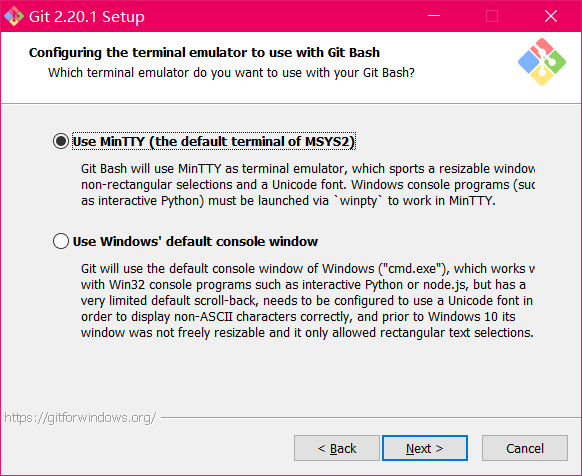 Git 2.20.1 Setup
Configuring the terminal emulator to use with Git Bash
Which terminal emulator do you want to use with your Git Bash?
Use MinTTY (the default terminal of MSYS2)
Git Bash will use MinTTY as terminal emulator, which sports a resizable window
non-rectangular selections and a Unicode font. Windows console programs (suc
as interactive Python) must be launched via `winpty` to work in MinTTY.
Use Windows' default console window
Git will use the default console window of Windows ("cmd.exe"), which works w
with Win32 console programs such as interactive Python or node.js, but has a
very limited default scroll-back, needs to be configured to use a Unicode font in
order to display non-ASCII characters correctly, and prior to Windows 10 its
window was not freely resizable and it only allowed rectangular text selections.
https://gitforwindows.org/
< Back
Next >
Cancel